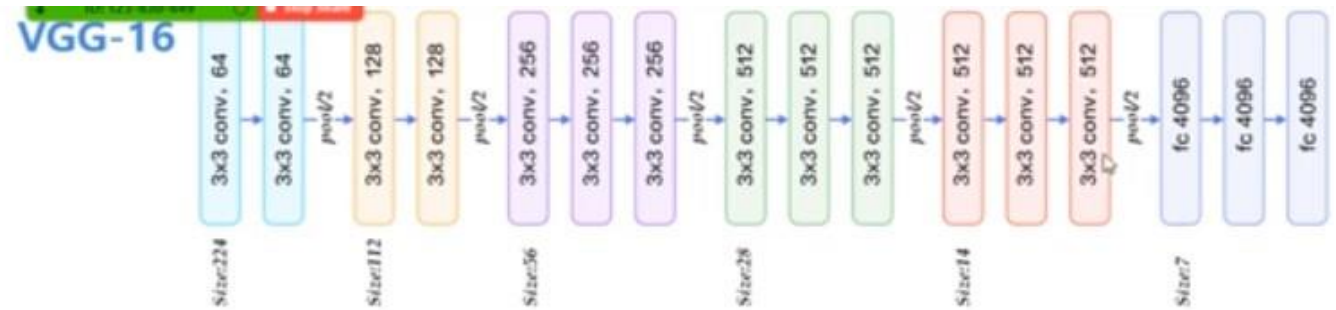 VGG-16
3x3 conv, 64
3x3 conv, 64
pool/2
3x3 conv, 128
3x3 conv, 128
pool/2
3x3 conv, 256
3x3 conv, 256
3x3 conv, 256
pool/2
3x3 conv, 512
3x3 conv, 512
3x3 conv, 512
pool/2
3x3 conv, 512
3x3 conv, 512
3x3 conv, 512
pool/2
fc 4096
fc 4096
fc 4096
Size:224
Size:112
Size:56
Size:28
Size:14
Size:7